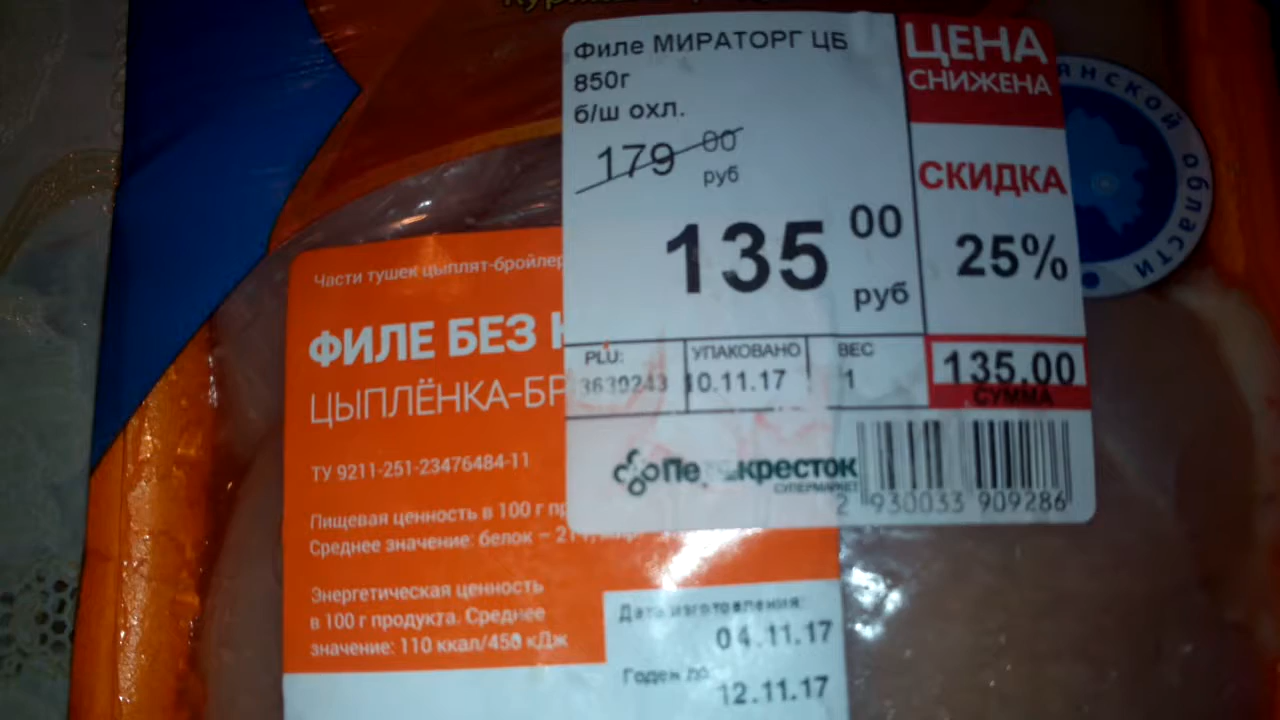 Филе МИРАТОРГ ЦБ
850г
б/ш охл.
179 00
руб
135 00
руб
ЦЕНА
СНИЖЕНА
СКИДКА
25%
PLU:
3639243
УПАКОВАНО
10.11.17
ВЕС
1
135.00
СУММА
СУПЕРМАРКЕТ
2 930033 909286
янской области
Части тушек цыплят-бройлер
ФИЛЕ БЕЗ К
ЦЫПЛЁНКА-БР
ТУ 9211-251-23476484-11
Пищевая ценность в 100 г пр
Среднее значение: белок – 21
Энергетическая ценность
в 100 г продукта. Среднее
значение: 110 ккал/450 кДж
Дата изготовления:
04.11.17
Годен до
12.11.17